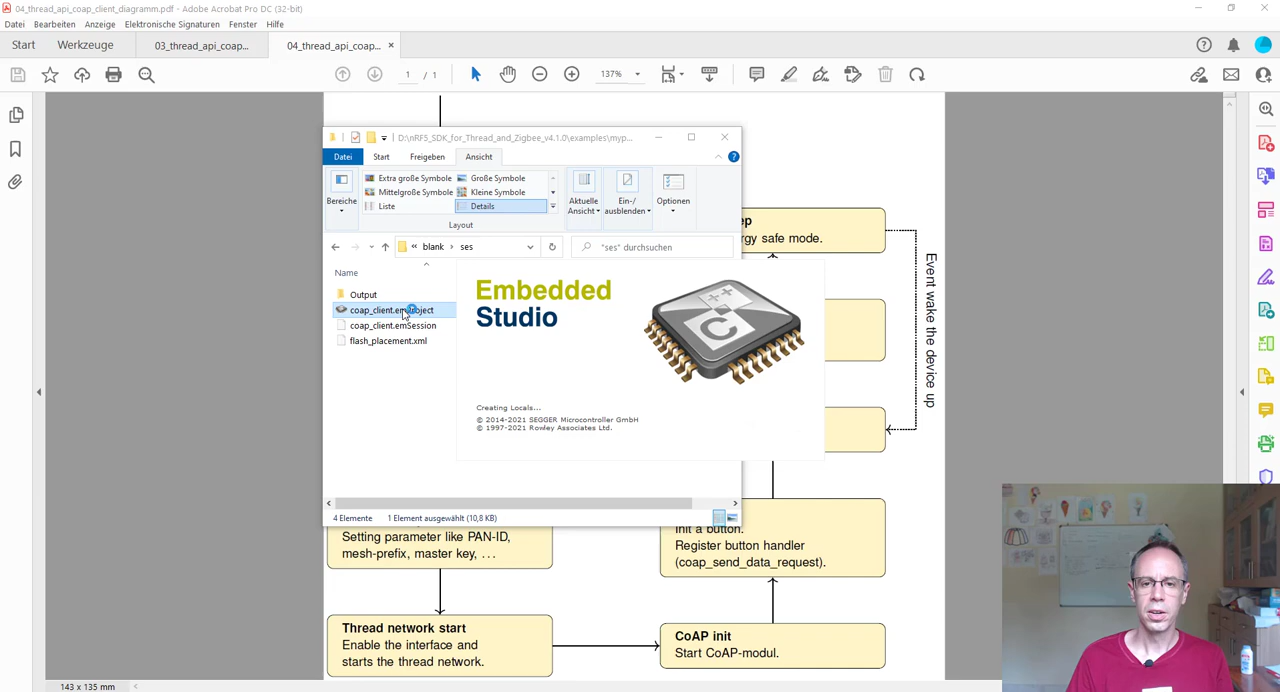 04_thread_api_coap_client_diagramm.pdf - Adobe Acrobat Pro DC (32-bit)
Datei Bearbeiten Anzeige Elektronische Signaturen Fenster Hilfe
Start Werkzeuge 03_thread_api_coap... 04_thread_api_coap... ×
1 / 1 137%
D:\nRF5_SDK_for_Thread_and_Zigbee_v4.1.0\examples\myp...
Datei Start Freigeben Ansicht
Extra große Symbole Große Symbole
Mittelgroße Symbole Kleine Symbole
Liste Details
Bereiche
Aktuelle Ansicht
Ein-/ausblenden
Optionen
Layout
« blank › ses "ses" durchsuchen
Name
Output
coap_client.emProject
coap_client.emSession
flash_placement.xml
Embedded
Studio
Creating Locals...
© 2014-2021 SEGGER Microcontroller GmbH
© 1997-2021 Rowley Associates Ltd.
4 Elemente 1 Element ausgewählt (10,8 KB)
ep
rgy safe mode.
Event wake the device up
Setting parameter like PAN-ID,
mesh-prefix, master key, ...
Init a button.
Register button handler
(coap_send_data_request).
Thread network start
Enable the interface and
starts the thread network.
CoAP init
Start CoAP-modul.
143 x 135 mm